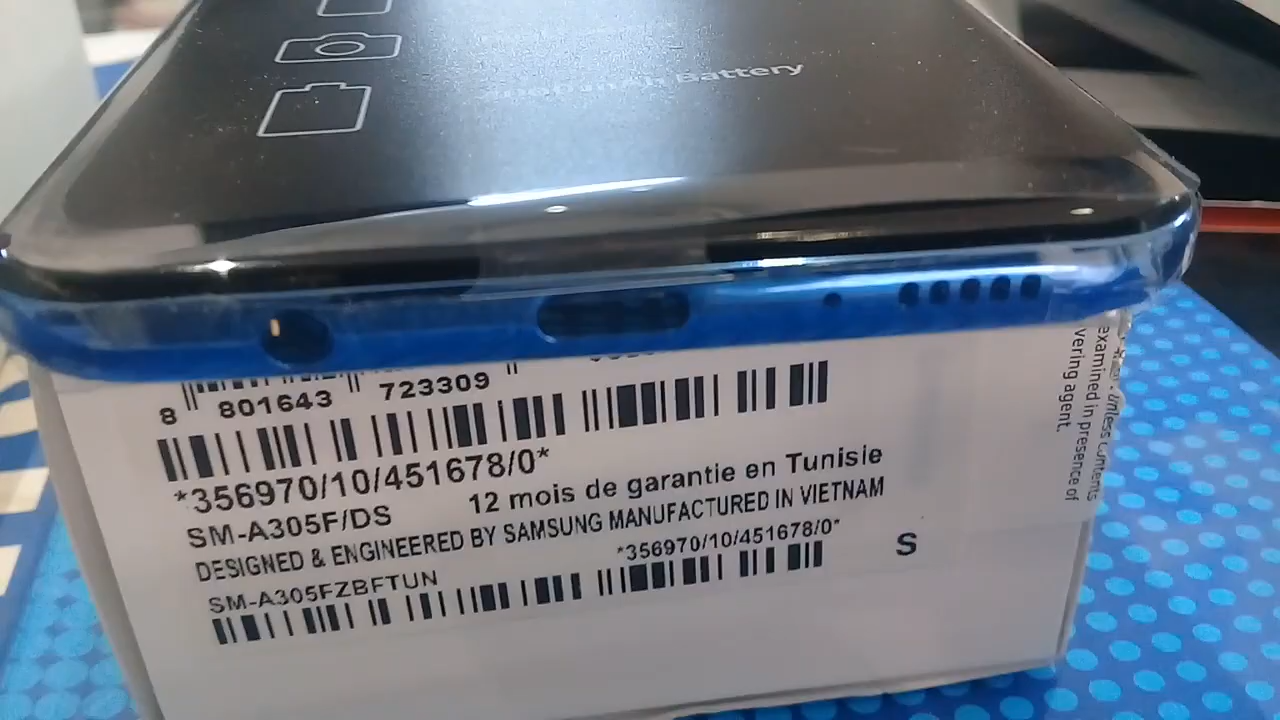 Battery
8 801643 723309
*356970/10/451678/0*
SM-A305F/DS
12 mois de garantie en Tunisie
DESIGNED & ENGINEERED BY SAMSUNG MANUFACTURED IN VIETNAM
*356970/10/451678/0*
SM-A305FZBFTUN
S
unless contents
examined in presence of
vering agent.